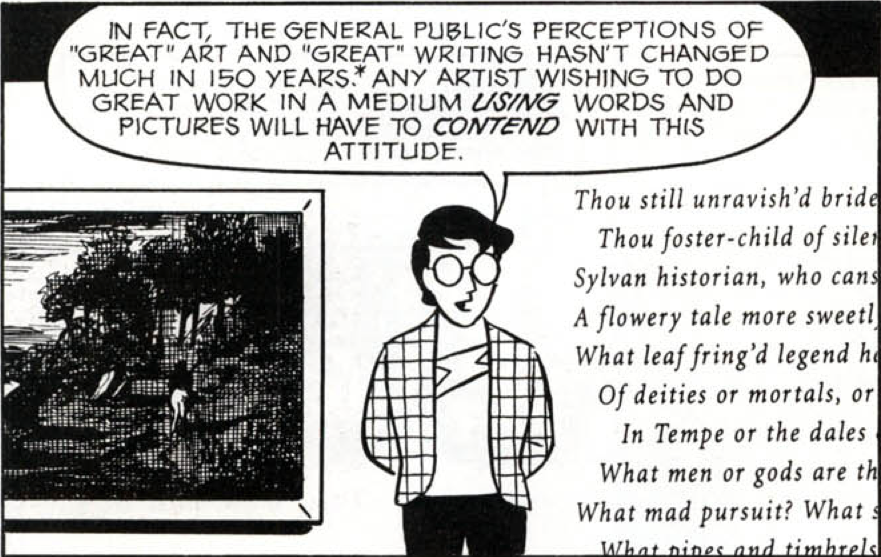 IN FACT, THE GENERAL PUBLIC'S PERCEPTIONS OF
"GREAT" ART AND "GREAT" WRITING HASN'T CHANGED
MUCH IN 150 YEARS.* ANY ARTIST WISHING TO DO
GREAT WORK IN A MEDIUM USING WORDS AND
PICTURES WILL HAVE TO CONTEND WITH THIS
ATTITUDE.
Thou still unravish'd bride
Thou foster-child of
Sylvan historian, who
A flowery tale more
What leaf fring'd legend
Of deities or mortals, or
In Tempe or the dales
What men or gods are
What mad pursuit? What
What pipes and timbrels